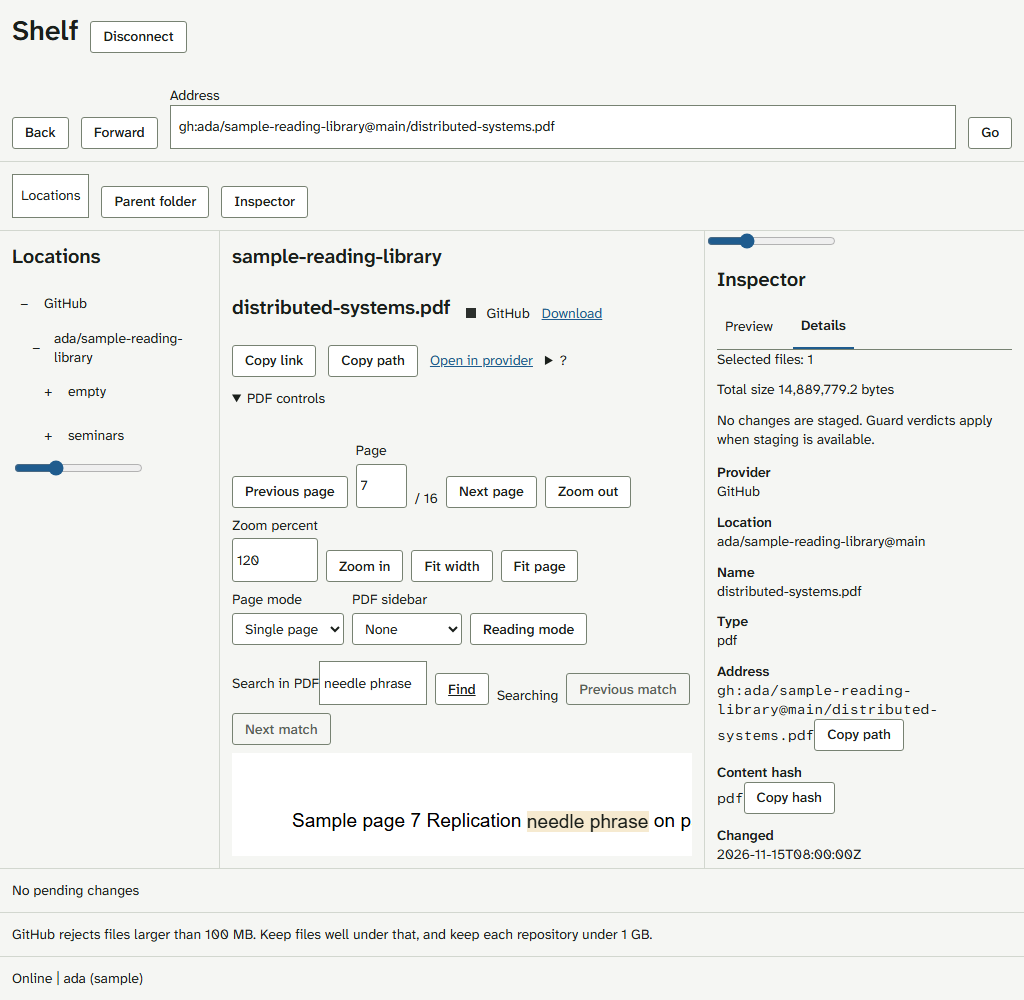 Shelf
Disconnect
Address
Back
Forward
gh:ada/sample-reading-library@main/distributed-systems.pdf
Go
Locations
Parent folder
Inspector
Locations
– GitHub
– ada/sample-reading-
library
+ empty
+ seminars
sample-reading-library
distributed-systems.pdf
GitHub
Download
Copy link
Copy path
Open in provider
▶ ?
▼ PDF controls
Page
Previous page
7
/ 16
Next page
Zoom out
Zoom percent
120
Zoom in
Fit width
Fit page
Page mode
PDF sidebar
Single page
None
Reading mode
Search in PDF
needle phrase
Find
Searching
Previous match
Next match
Sample page 7 Replication needle phrase on p
Inspector
Preview
Details
Selected files: 1
Total size 14,889,779.2 bytes
No changes are staged. Guard verdicts apply
when staging is available.
Provider
GitHub
Location
ada/sample-reading-library@main
Name
distributed-systems.pdf
Type
pdf
Address
gh:ada/sample-reading-
library@main/distributed-
systems.pdf
Copy path
Content hash
pdf
Copy hash
Changed
2026-11-15T08:00:00Z
No pending changes
GitHub rejects files larger than 100 MB. Keep files well under that, and keep each repository under 1 GB.
Online | ada (sample)